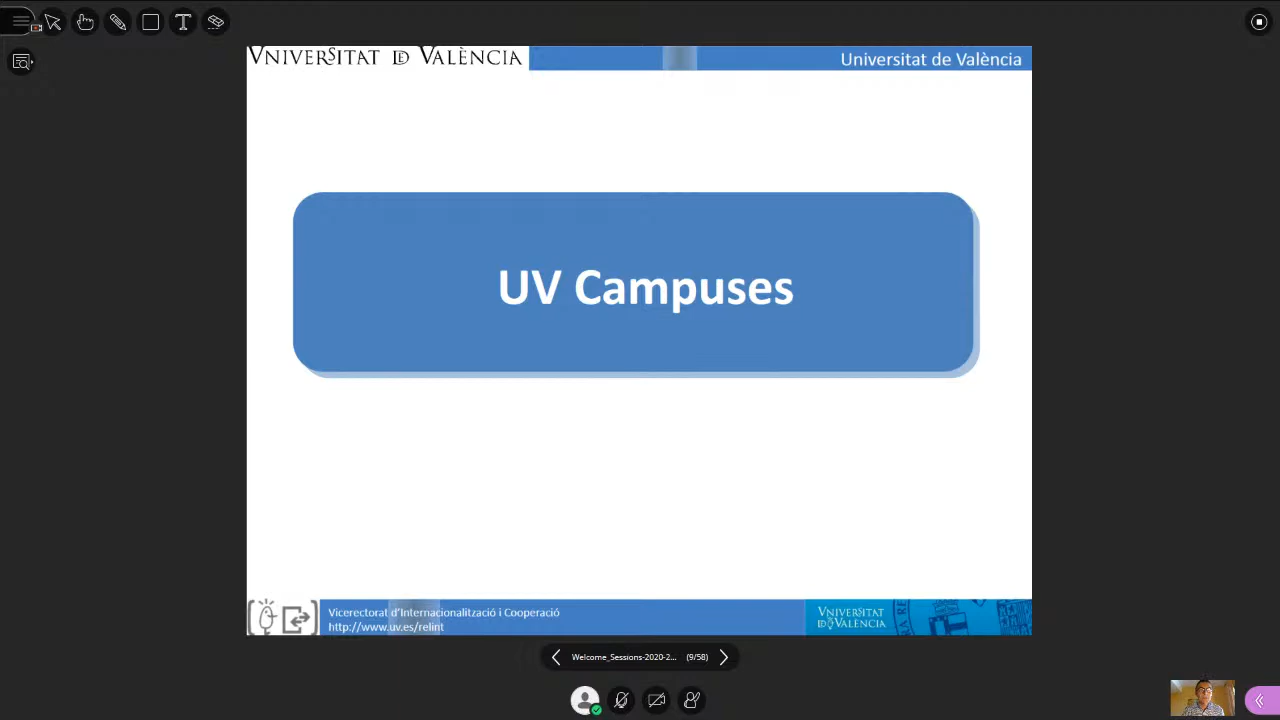 VNIVERSITAT DE VALÈNCIA
Universitat de València
UV Campuses
Vicerectorat d'Internacionalització i Cooperació
http://www.uv.es/relint
VNIVERSITAT
DE VALÈNCIA
Welcome_Sessions-2020-2... (9/58)